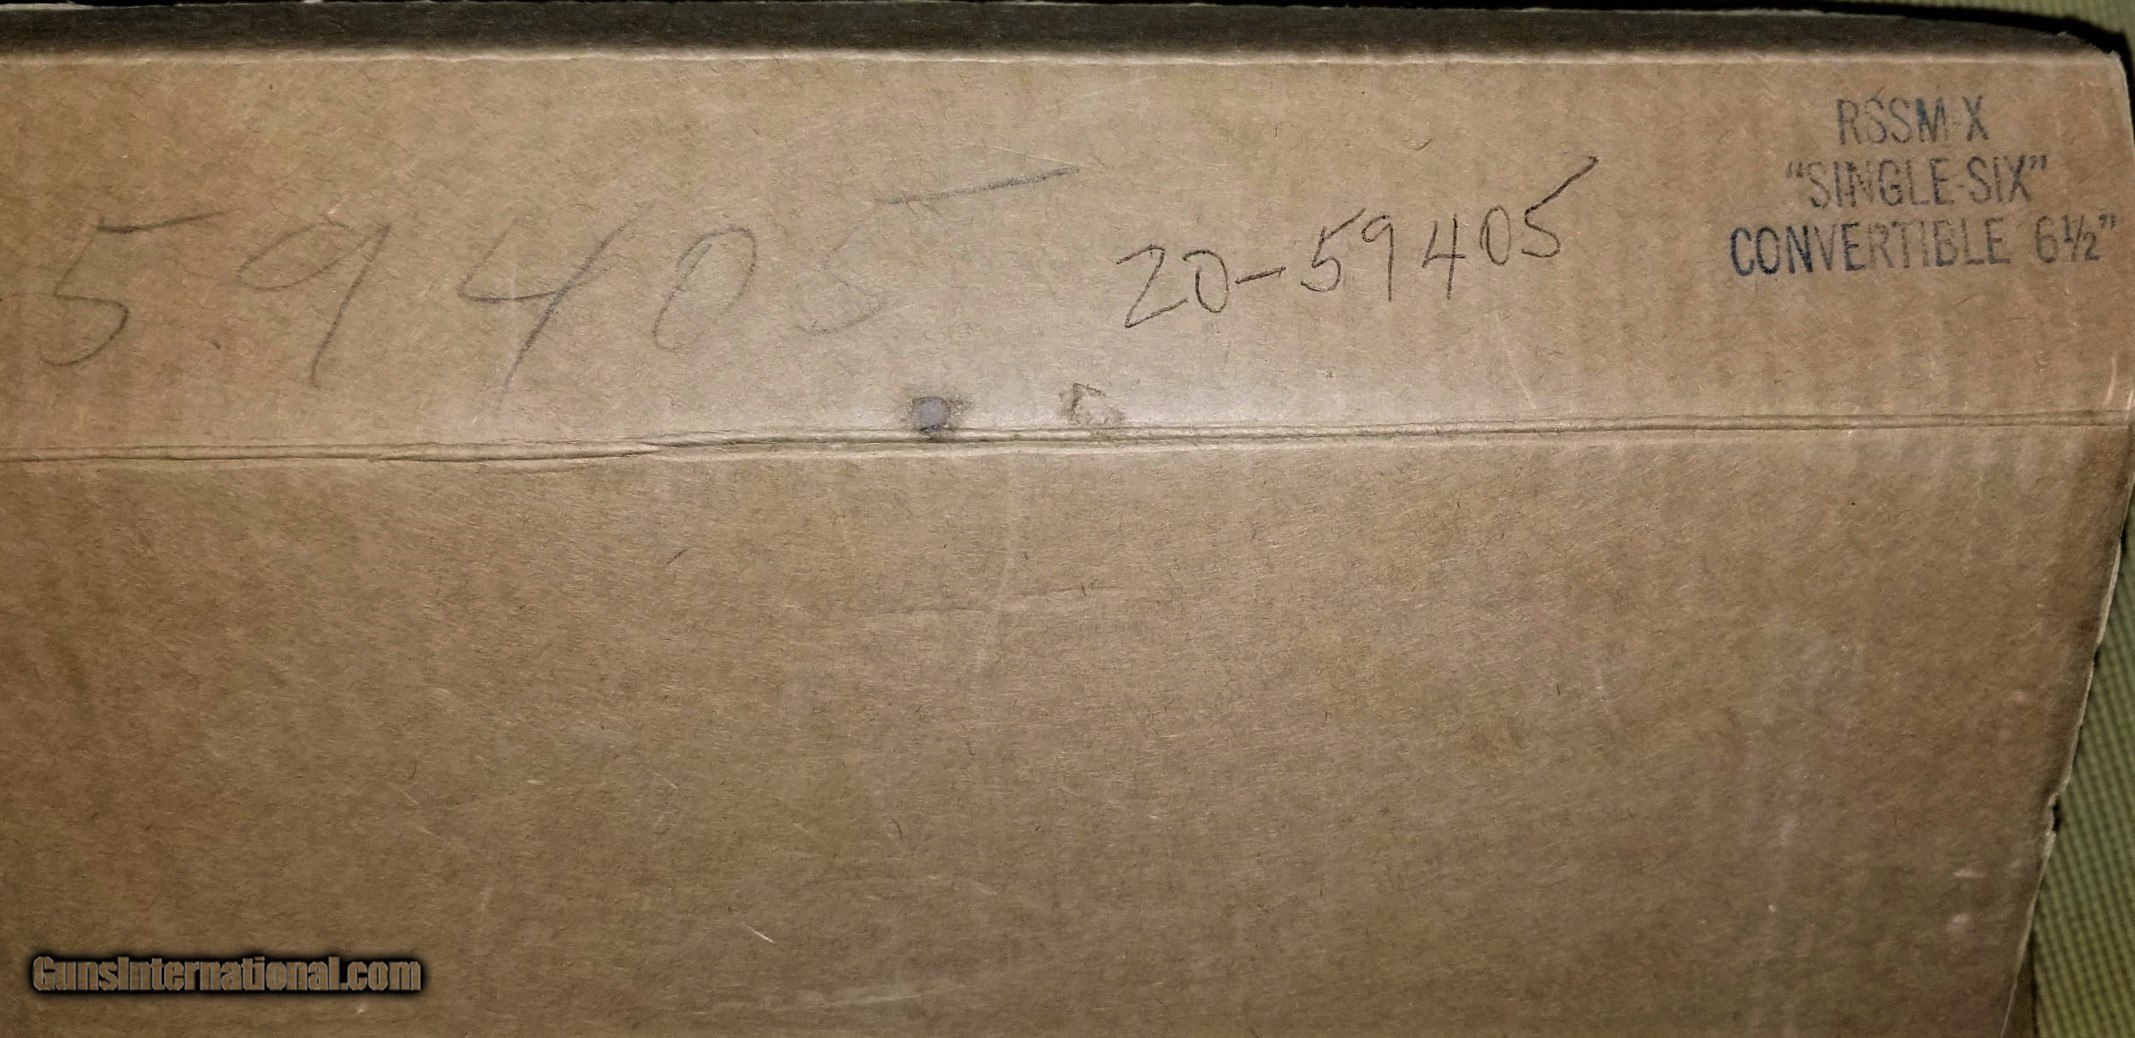 59405
20-59405
RSSM-X
"SINGLE-SIX"
CONVERTIBLE 6½"
GunsInternational.com